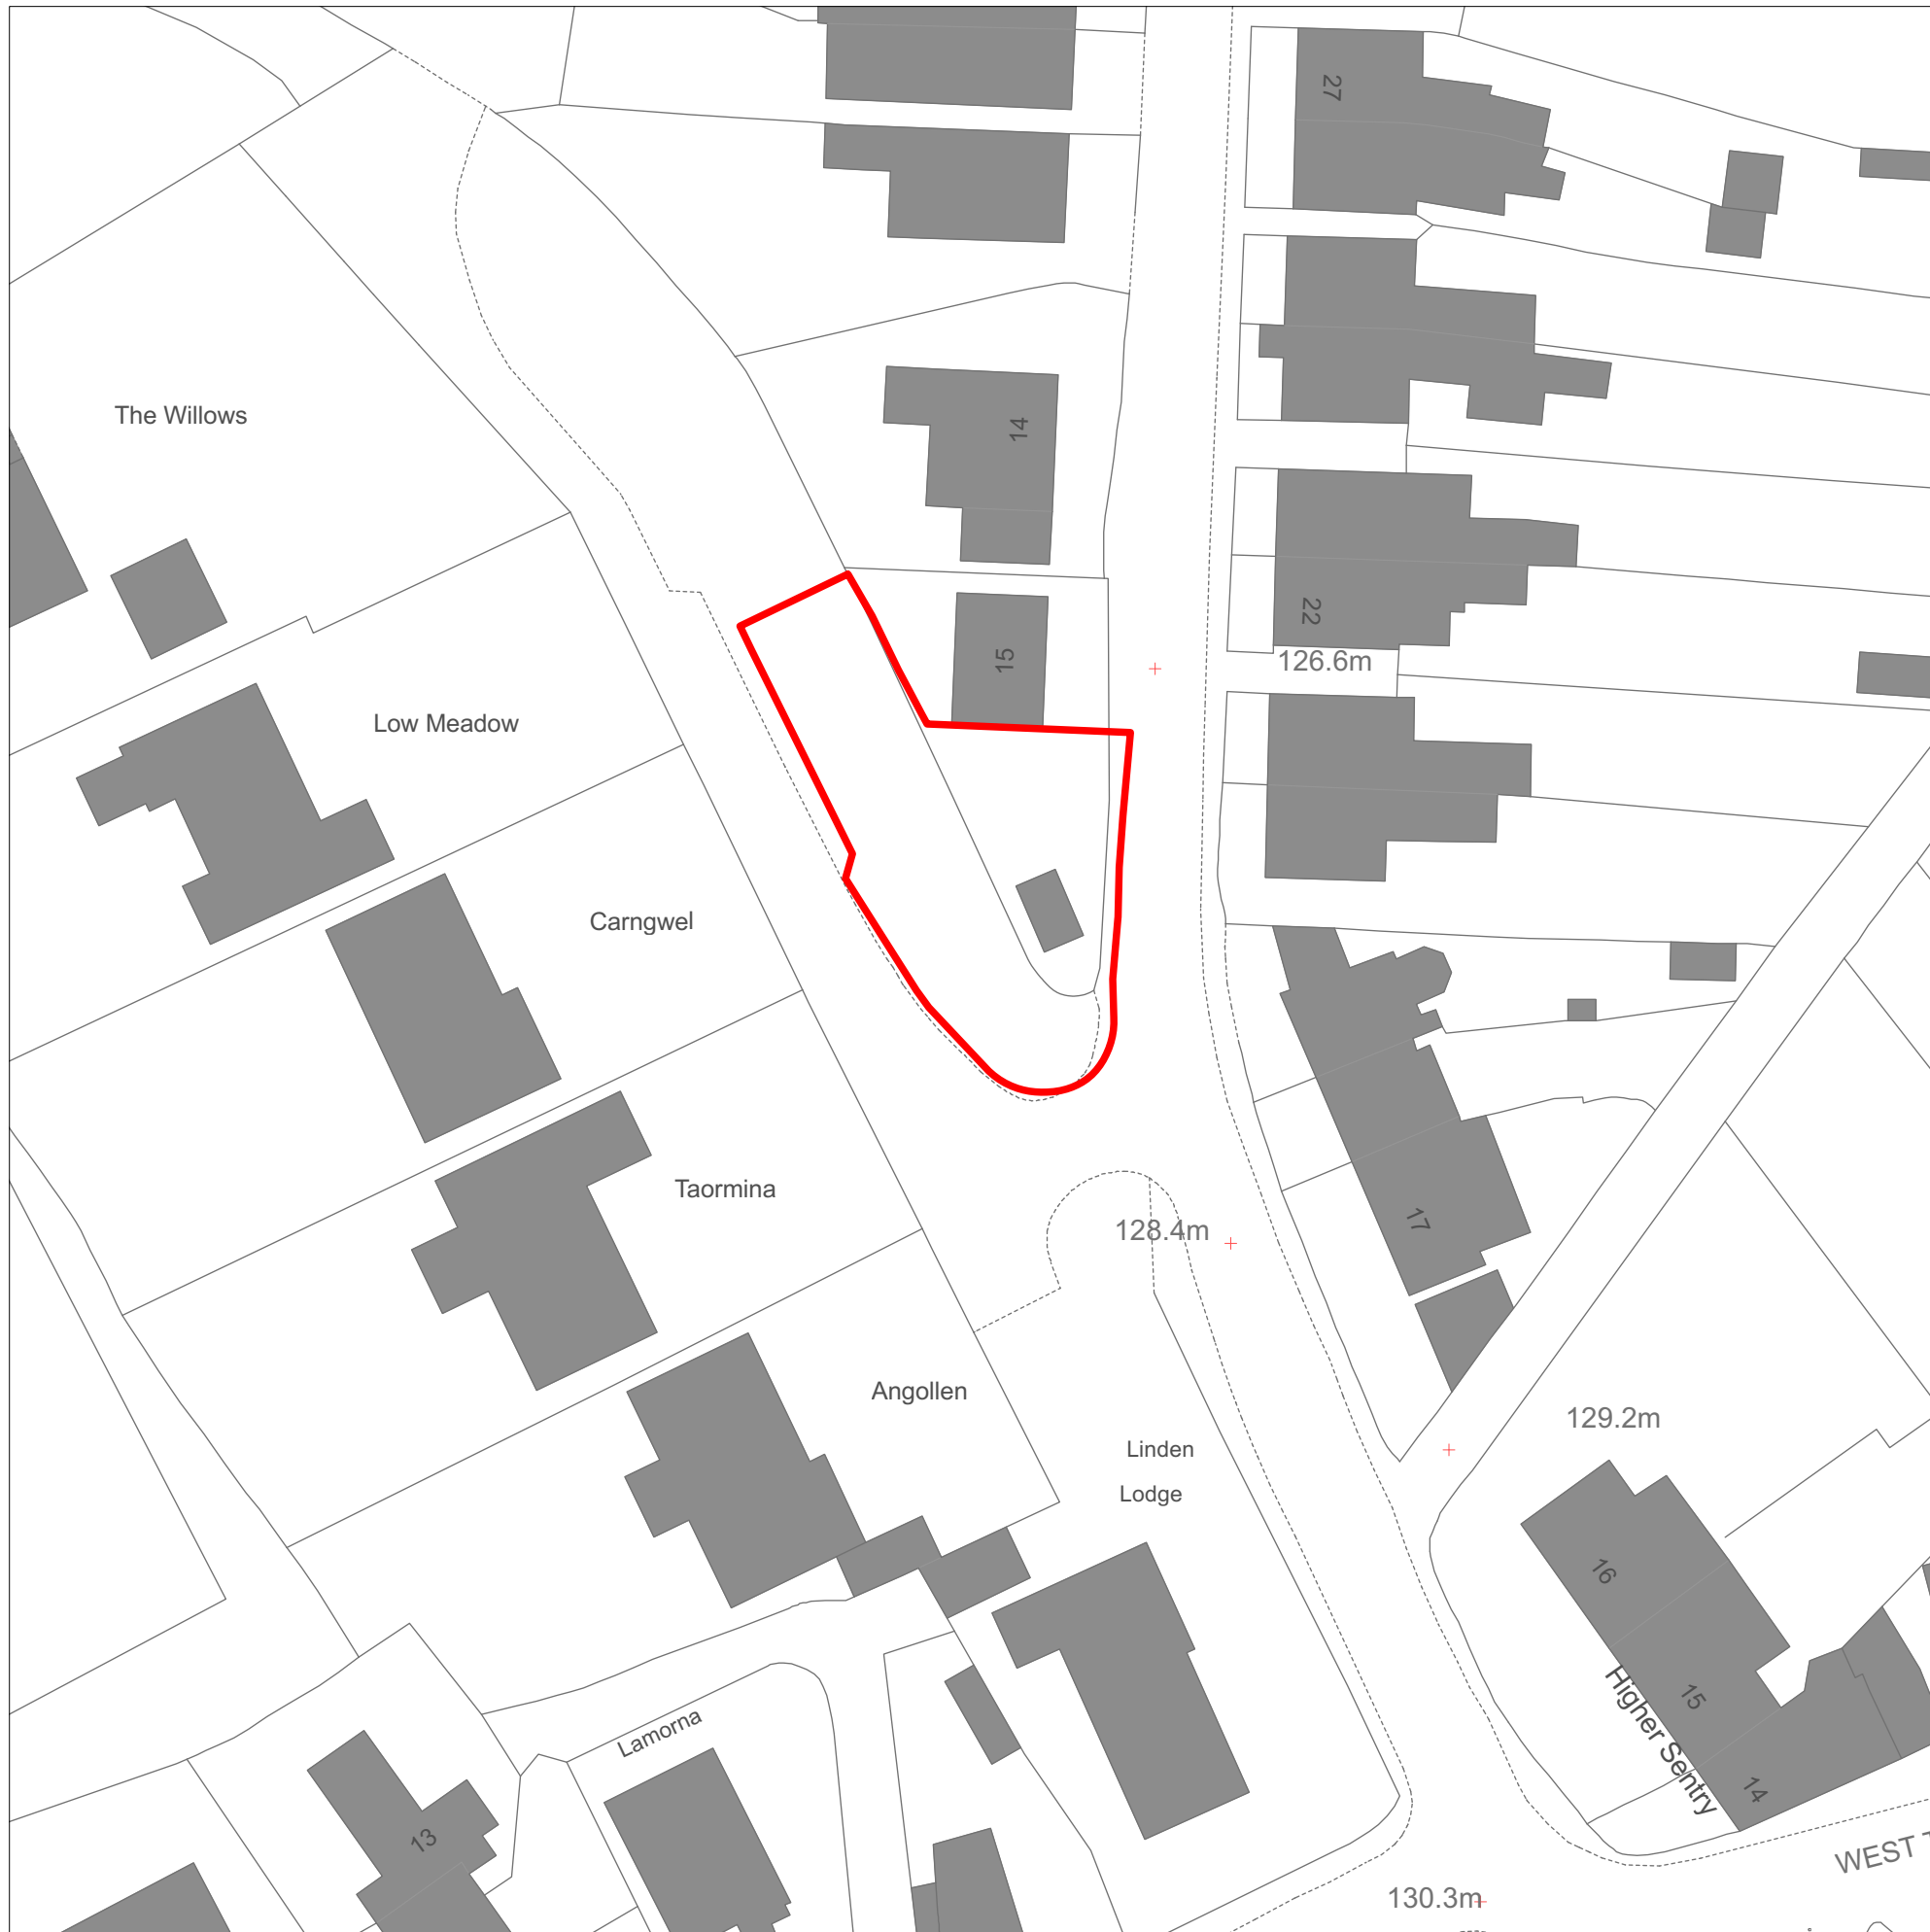 27
The Willows
14
22
15
126.6m
Low Meadow
Carngwel
Taormina
17
128.4m
Angollen
129.2m
Linden
Lodge
16
15
Higher Sentry
Lamorna
14
13
WEST
130.3m